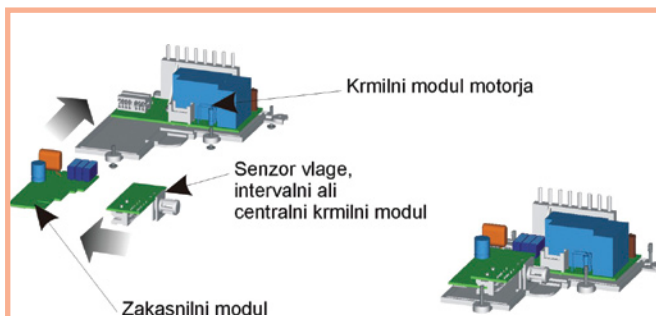 Krmilni modul motorja
Senzor vlage,
intervalni ali
centralni krmilni modul
Zakasnilni modul